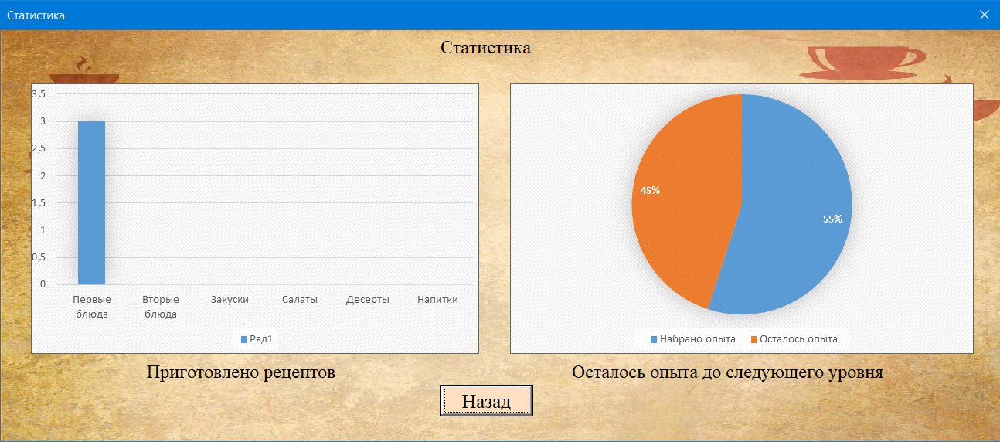 Статистика
Статистика
3,5
3
2,5
2
1,5
1
0,5
0
Первые блюда
Вторые блюда
Закуски
Салаты
Десерты
Напитки
Ряд1
Приготовлено рецептов
45%
55%
Набрано опыта
Осталось опыта
Осталось опыта до следующего уровня
Назад